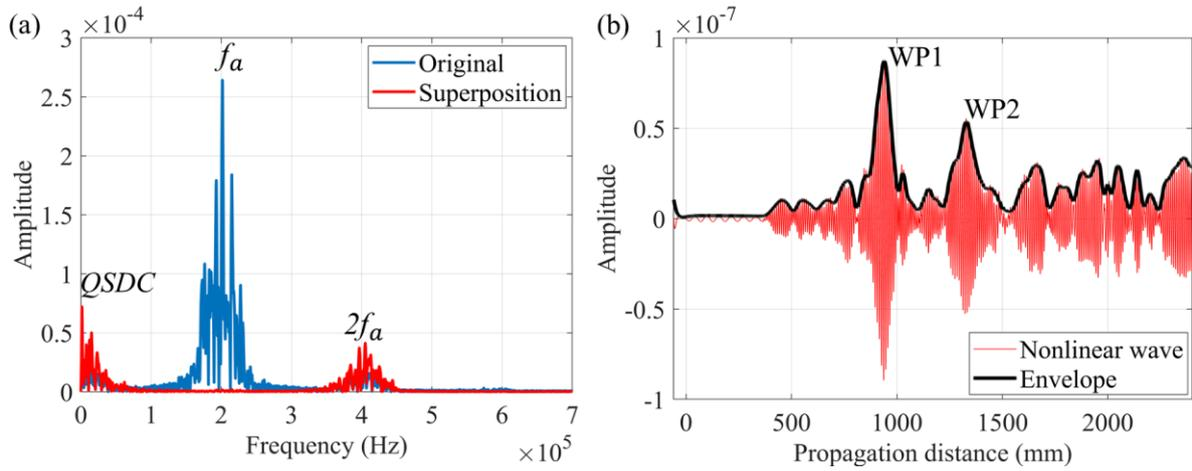 (a)
×10⁻⁴
3
2.5
2
1.5
1
0.5
0
Amplitude
QSDC
fₐ
2fₐ
Original
Superposition
0 1 2 3 4 5 6 7
Frequency (Hz)
×10⁵
(b)
×10⁻⁷
1
0.5
0
-0.5
-1
Amplitude
WP1
WP2
Nonlinear wave
Envelope
0 500 1000 1500 2000
Propagation distance (mm)